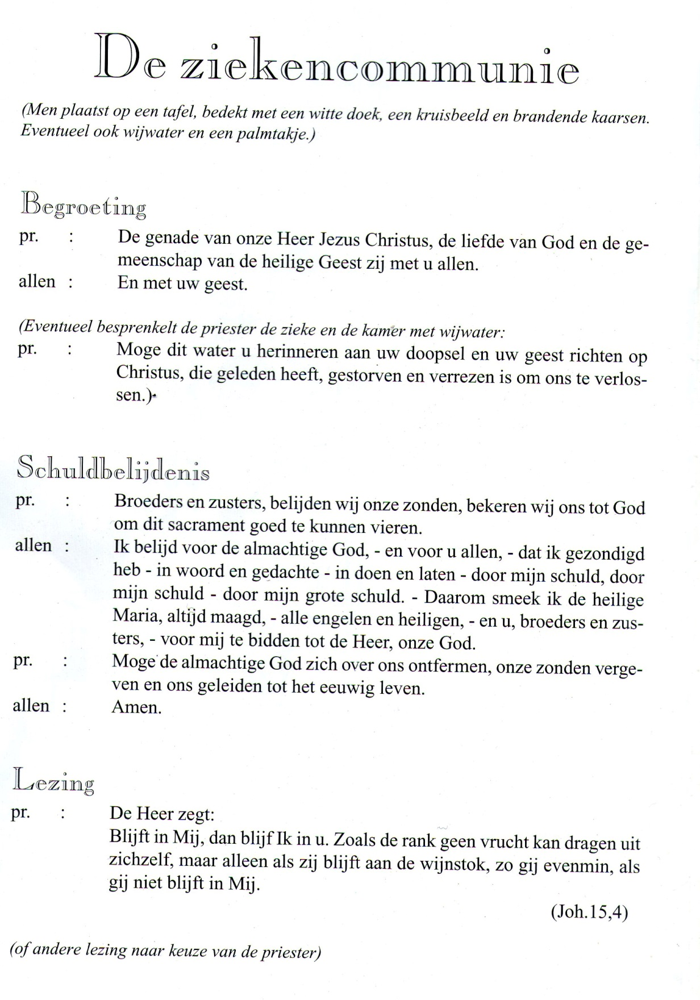 De ziekencommunie
(Men plaatst op een tafel, bedekt met een witte doek, een kruisbeeld en brandende kaarsen.
Eventueel ook wijwater en een palmtakje.)
Begroeting
pr. : De genade van onze Heer Jezus Christus, de liefde van God en de ge-
meenschap van de heilige Geest zij met u allen.
allen : En met uw geest.
(Eventueel besprenkelt de priester de zieke en de kamer met wijwater:
pr. : Moge dit water u herinneren aan uw doopsel en uw geest richten op
Christus, die geleden heeft, gestorven en verrezen is om ons te verlos-
sen.)
Schuldbelijdenis
pr. : Broeders en zusters, belijden wij onze zonden, bekeren wij ons tot God
om dit sacrament goed te kunnen vieren.
allen : Ik belijd voor de almachtige God, - en voor u allen, - dat ik gezondigd
heb - in woord en gedachte - in doen en laten - door mijn schuld, door
mijn schuld - door mijn grote schuld. - Daarom smeek ik de heilige
Maria, altijd maagd, - alle engelen en heiligen, - en u, broeders en zus-
ters, - voor mij te bidden tot de Heer, onze God.
pr. : Moge de almachtige God zich over ons ontfermen, onze zonden verge-
ven en ons geleiden tot het eeuwig leven.
allen : Amen.
Lezing
pr. : De Heer zegt:
Blijft in Mij, dan blijf Ik in u. Zoals de rank geen vrucht kan dragen uit
zichzelf, maar alleen als zij blijft aan de wijnstok, zo gij evenmin, als
gij niet blijft in Mij.
(Joh.15,4)
(of andere lezing naar keuze van de priester)